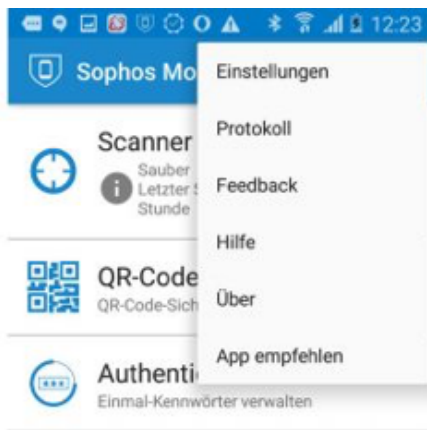 12:23
Sophos Mo
Einstellungen
Protokoll
Feedback
Hilfe
Über
App empfehlen
Scanner
Sauber
Letzter
Stunde
QR-Code
QR-Code-Sich
Authenti
Einmal-Kennwörter verwalten